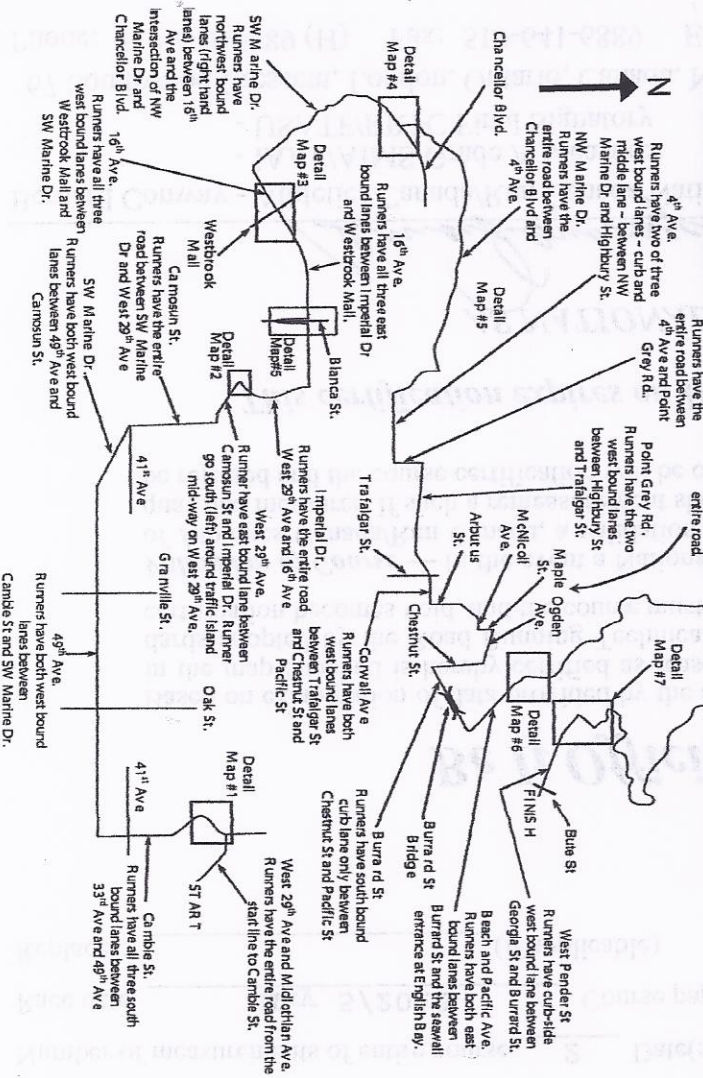 N
4th Ave.
Runners have two of three
west bound lanes – curb and
middle lane – between NW
Marine Dr and Highbury St.
NW Marine Dr.
Runners have the
entire road between
Chancellor Blvd and
4th Ave.
Chancellor Blvd.
Detail
Map #4
SW Marine Dr.
Runners have
northwest bound
lanes (right hand
lanes) between 16th
Ave and the
intersection of NW
Marine Dr and
Chancellor Blvd.
Detail
Map #3
16th Ave.
Runners have all three east
bound lanes between Imperial Dr
and Westbrook Mall.
Detail
Map #5
Runners have the
entire road between
4th Ave and Point
Grey Rd.
entire road
Point Grey Rd.
Runners have the two
west bound lanes
between Highbury St
and Trafalgar St
Detail
Map #7
Ogden
Ave.
Maple
St.
McNicol
Ave.
Arbutus
St.
Chestnut St.
Trafalgar St.
Cornwall Ave
Runners have both
west bound lanes
between Trafalgar St
and Chestnut St and
Pacific St
Detail
Map #6
FINISH
Bute St
West Pender St
Runners have curb-side
west bound lane between
Georgia St and Burrard St.
Beach and Pacific Ave.
Runners have both east
bound lanes between
Burrard St and the seawall
entrance at English Bay.
Burrard St
Bridge
Burrard St
Runners have south bound
curb lane only between
Chestnut St and Pacific St
16th Ave.
Runners have all three
west bound lanes between
Westbrook Mall and
SW Marine Dr.
Westbrook
Mall
Blanca St.
Detail
Map#5
Detail
Map #2
Imperial Dr.
Runners have the entire road
West 29th Ave and 16th Ave.
West 29th Ave.
Runner have east bound lane between
Camosun St and Imperial Dr. Runner
go south (left) around traffic island
mid-way on West 29th Ave
Camosun St.
Runners have the entire
road between SW Marine
Dr and West 29th Ave
SW Marine Dr.
Runners have both west bound
lanes between 49th Ave and
Camosun St.
41st Ave
Granville St.
Oak St.
49th Ave.
Runners have both west bound
lanes between
Cambie St and SW Marine Dr.
Detail
Map #1
START
West 29th Ave and Midlothian Ave.
Runners have the entire road from the
start line to Cambie St.
41st Ave
Cambie St.
Runners have all three south
bound lanes between
33rd Ave and 49th Ave